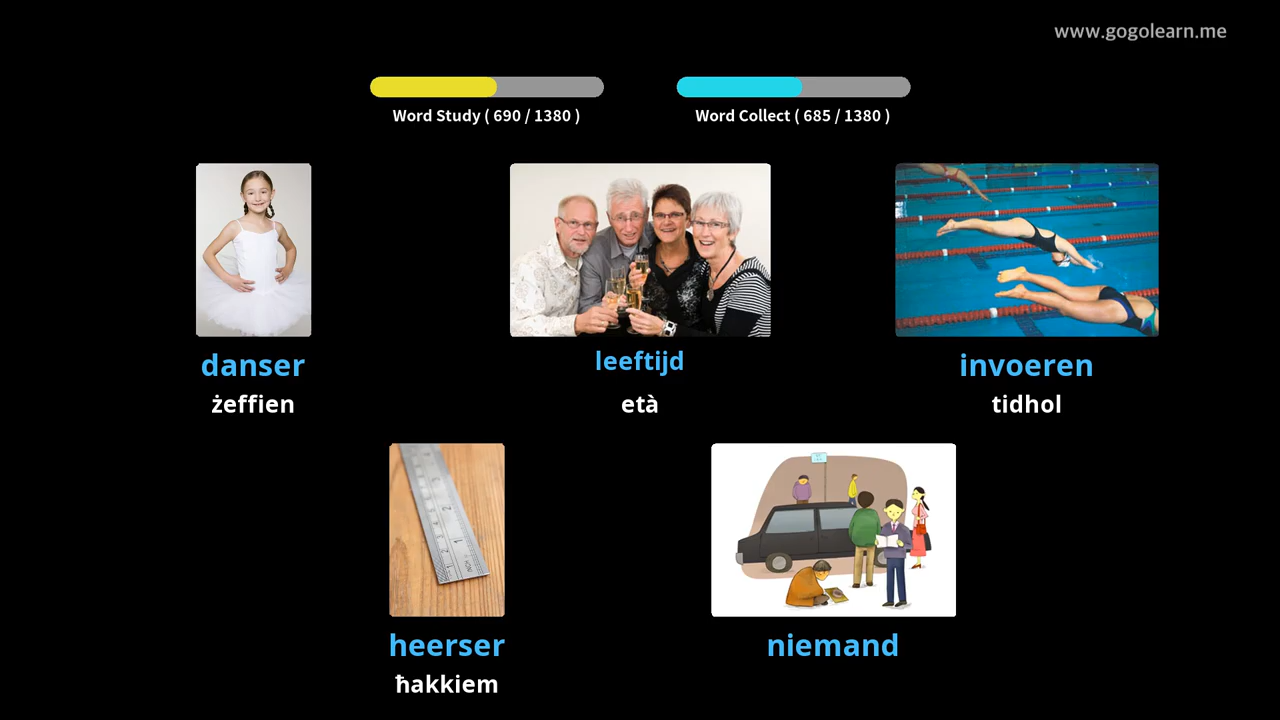 www.gogolearn.me
Word Study ( 690 / 1380 )
Word Collect ( 685 / 1380 )
danser
żeffien
leeftijd
età
invoeren
tidhol
heerser
ħakkiem
niemand